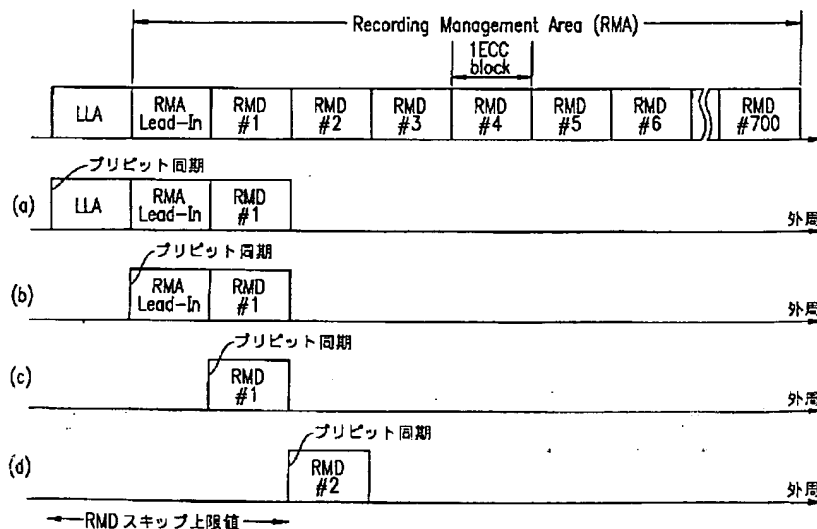 Recording Management Area (RMA)
1ECC
block
LLA
RMA
Lead-In
RMD
#1
RMD
#2
RMD
#3
RMD
#4
RMD
#5
RMD
#6
RMD
#700
プリピット同期
(a)
LLA
RMA
Lead-In
RMD
#1
外周
プリピット同期
(b)
RMA
Lead-In
RMD
#1
外周
プリピット同期
(c)
RMD
#1
外周
プリピット同期
(d)
RMD
#2
外周
RMDスキップ上限値